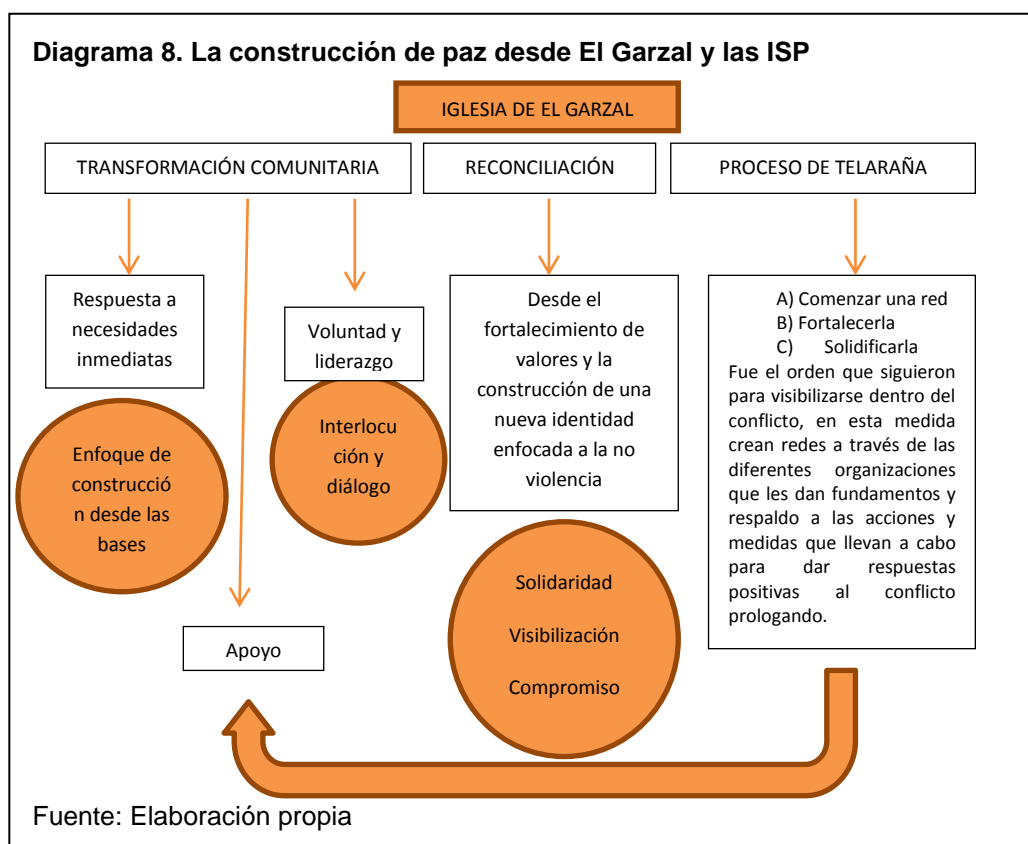 Diagrama 8. La construcción de paz desde El Garzal y las ISP
IGLESIA DE EL GARZAL
TRANSFORMACIÓN COMUNITARIA
RECONCILIACIÓN
PROCESO DE TELARAÑA
Respuesta a
necesidades
inmediatas
Enfoque de
construcció
n desde las
bases
Apoyo
Voluntad y
liderazgo
Interlocu
ción y
diálogo
Desde el
fortalecimiento de
valores y la
construcción de una
nueva identidad
enfocada a la no
violencia
Solidaridad
Visibilización
Compromiso
A) Comenzar una red
B) Fortalecerla
C) Solidificarla
Fue el orden que siguieron
para visibilizarse dentro del
conflicto, en esta medida
crean redes a través de las
diferentes organizaciones
que les dan fundamentos y
respaldo a las acciones y
medidas que llevan a cabo
para dar respuestas
positivas al conflicto
prologando.
Fuente: Elaboración propia